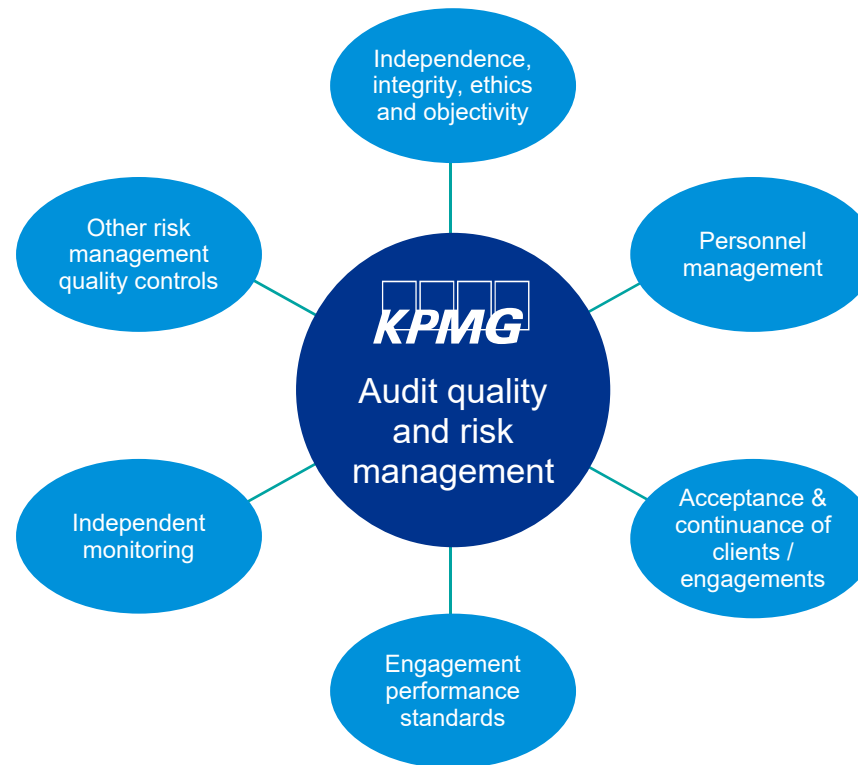 Independence,
integrity, ethics
and objectivity
Other risk
management
quality controls
Personnel
management
KPMG
Audit quality
and risk
management
Independent
monitoring
Acceptance &
continuance of
clients /
engagements
Engagement
performance
standards